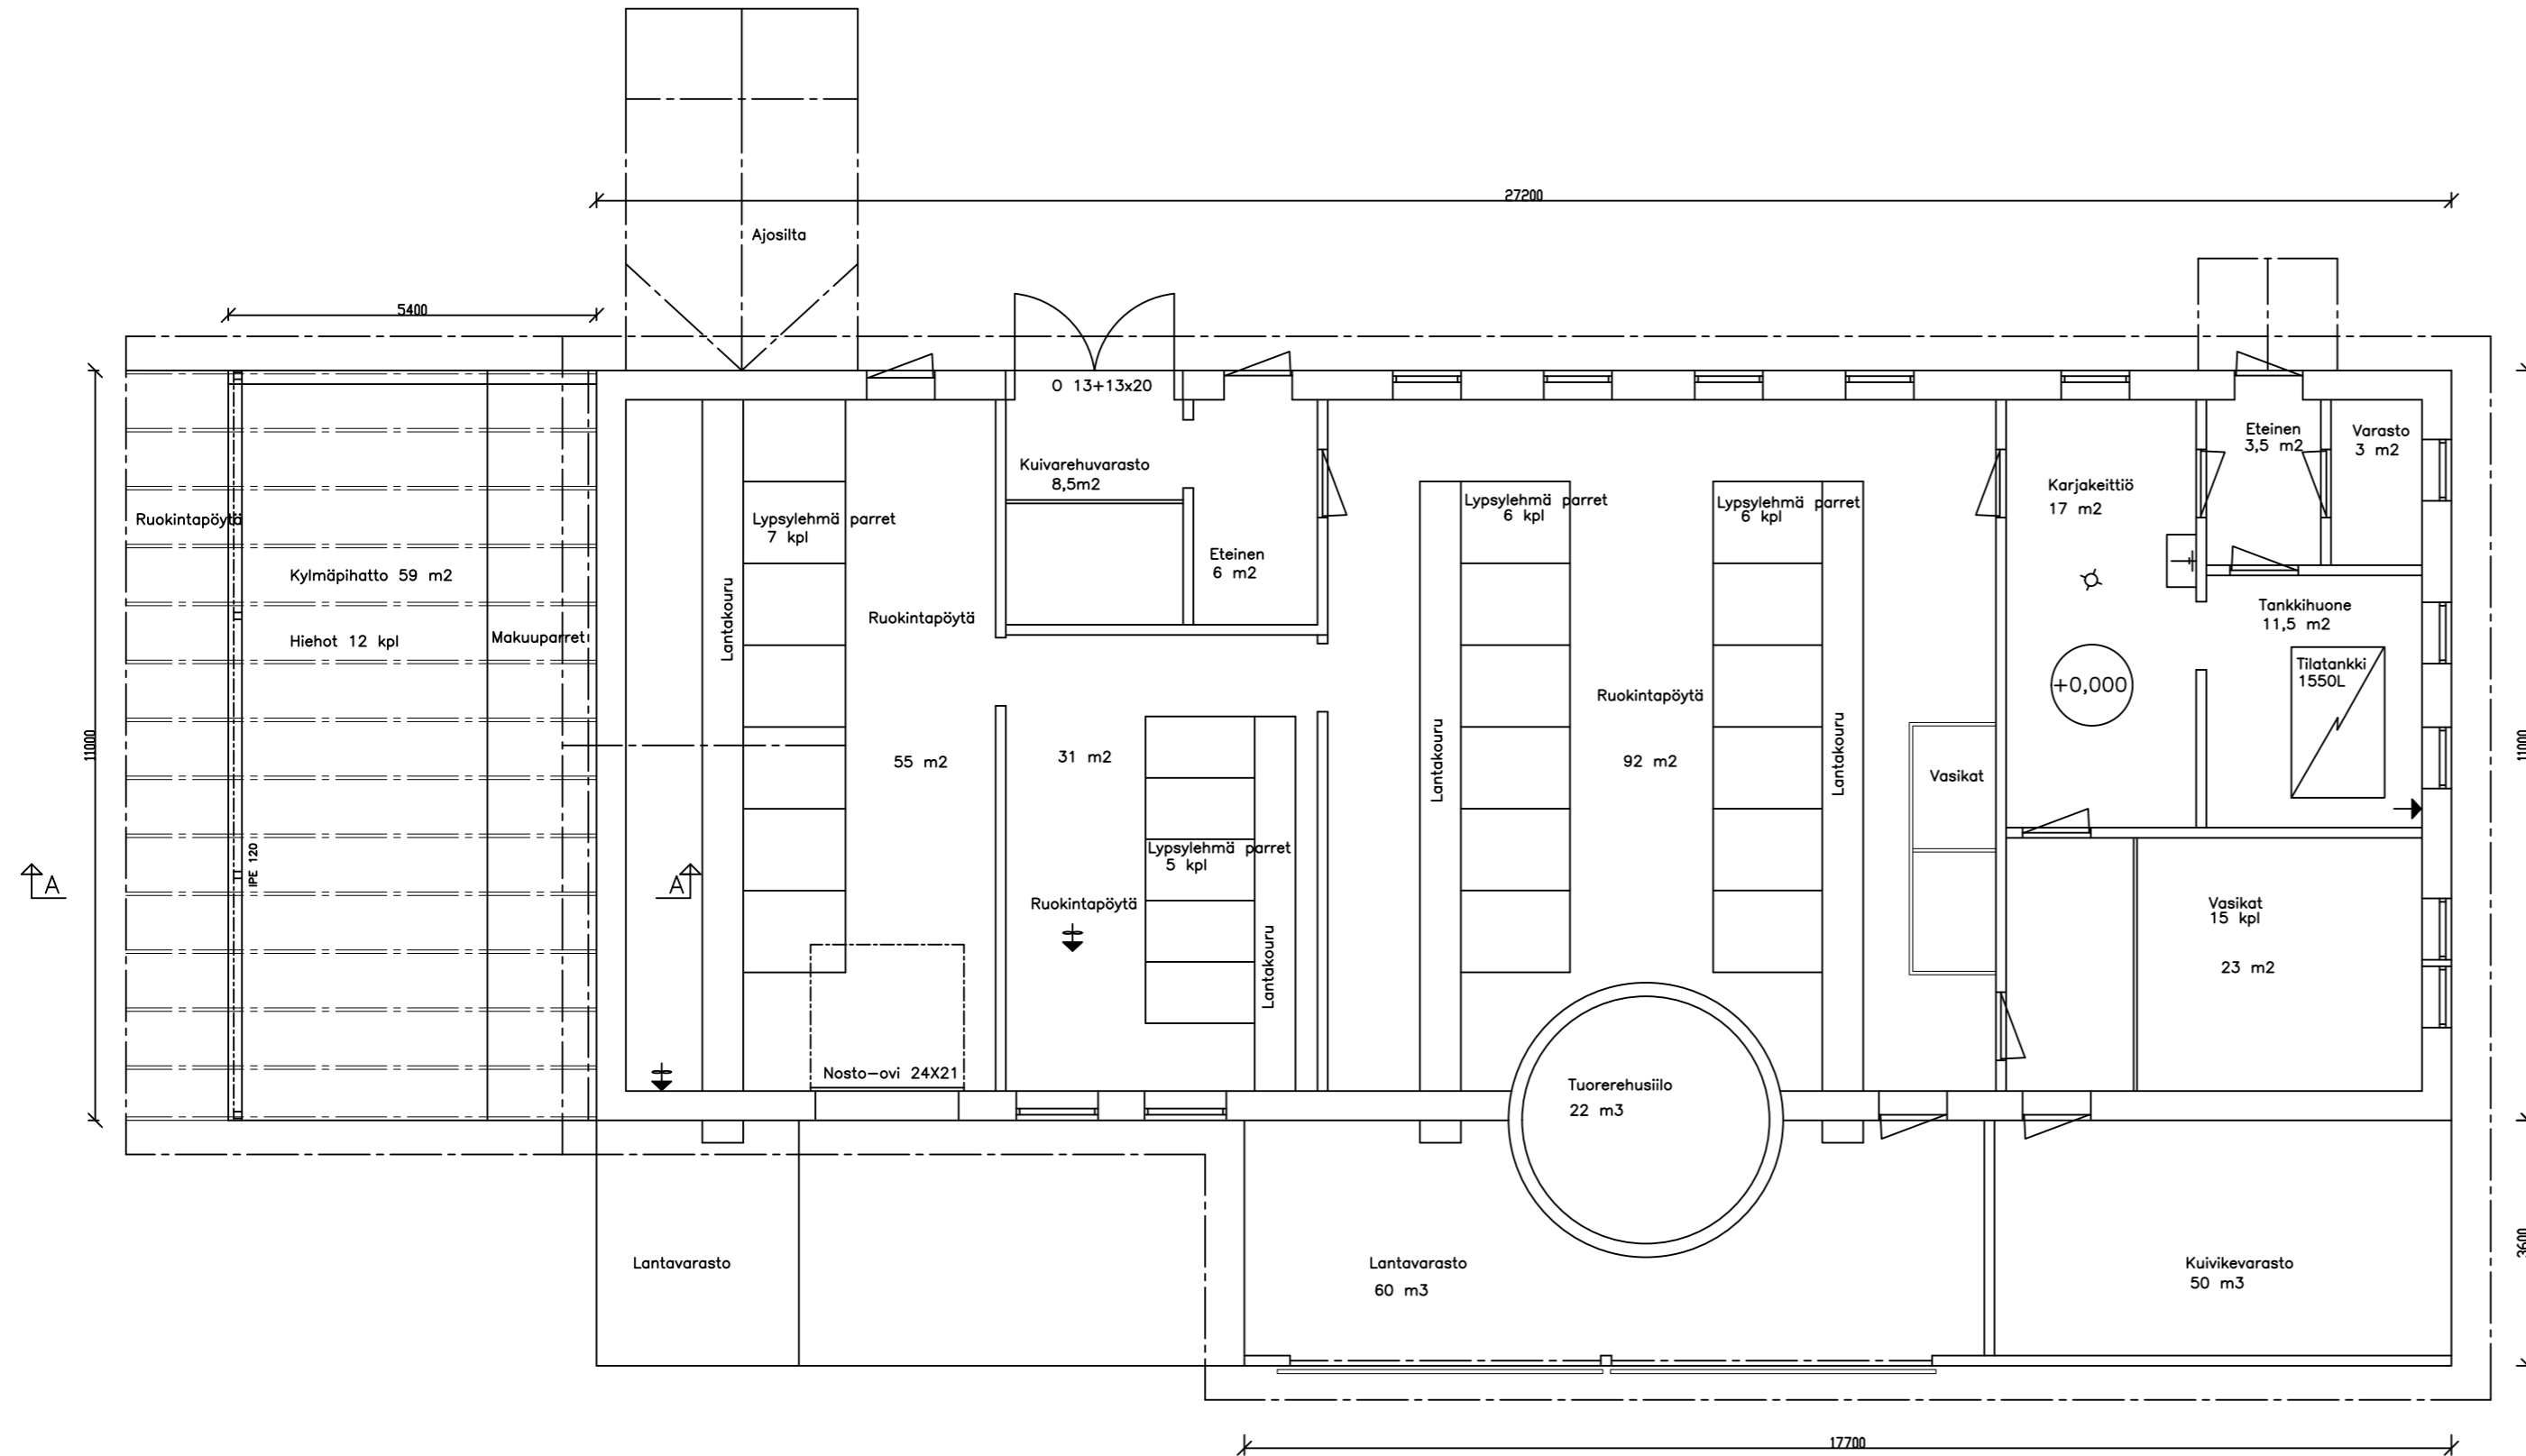 27200
Ajosilta
5400
O 13+13x20
Eteinen
3,5 m2
Varasto
3 m2
Kuivarehuvarasto
8,5m2
Karjakeittiö
17 m2
Lypsylehmä parret
6 kpl
Lypsylehmä parret
6 kpl
Ruokintapöytä
Lypsylehmä parret
7 kpl
Eteinen
6 m2
Kylmäpihatto 59 m2
Lantakouru
Ruokintapöytä
Tankkihuone
11,5 m2
Hiehot 12 kpl
Makuuparret
Tilatankki
1550L
+0,000
Ruokintapöytä
11000
55 m2
31 m2
Lantakouru
92 m2
Lantakouru
Vasikat
11000
IPE 120
Lypsylehmä parret
5 kpl
A
A
Ruokintapöytä
Vasikat
15 kpl
Lantakouru
23 m2
Nosto-ovi 24X21
Tuorerehusiilo
22 m3
Lantavarasto
Lantavarasto
60 m3
Kuivikevarasto
50 m3
3600
17700